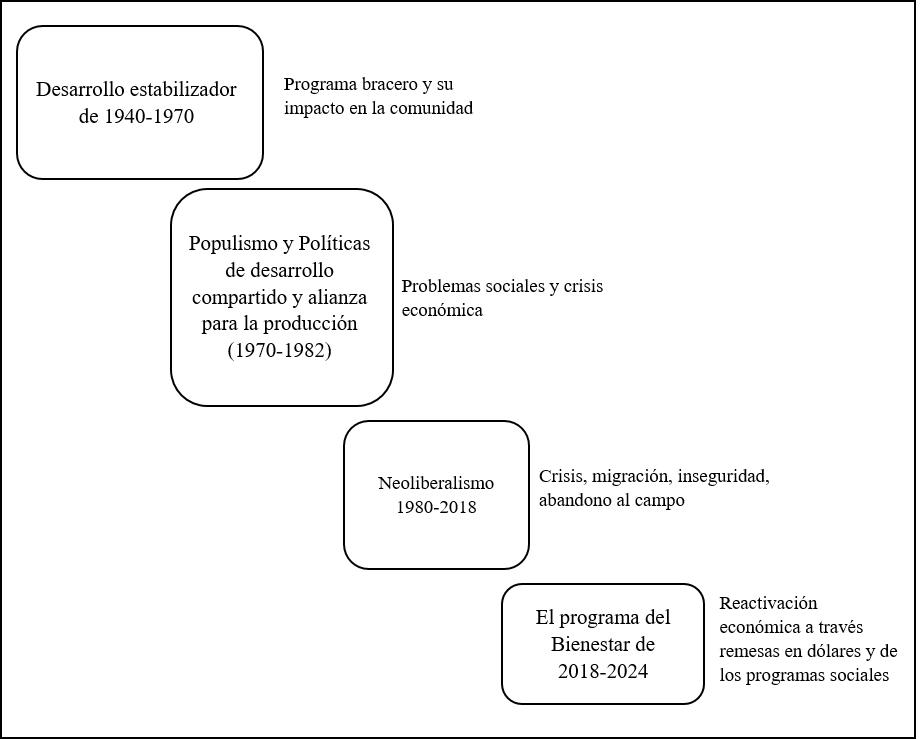 Desarrollo estabilizador
de 1940-1970
Programa bracero y su
impacto en la comunidad
Populismo y Políticas
de desarrollo
compartido y alianza
para la producción
(1970-1982)
Problemas sociales y crisis
económica
Neoliberalismo
1980-2018
Crisis, migración, inseguridad,
abandono al campo
El programa del
Bienestar de
2018-2024
Reactivación
económica a través
remesas en dólares y de
los programas sociales